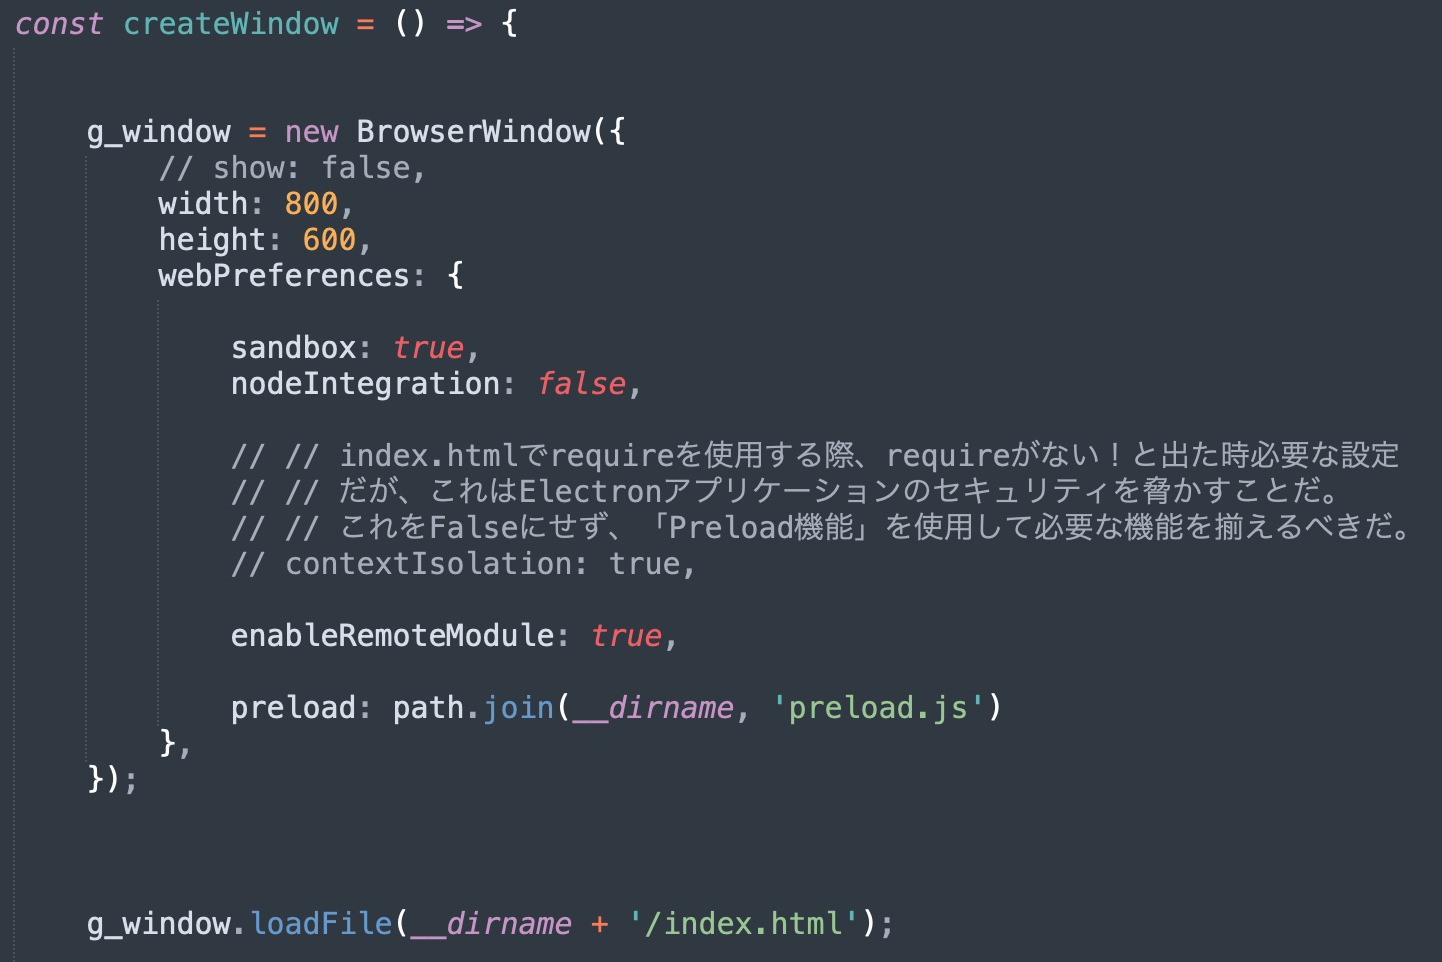 const createWindow = () => {
g_window = new BrowserWindow({
// show: false,
width: 800,
height: 600,
webPreferences: {
sandbox: true,
nodeIntegration: false,
// // index.htmlでrequireを使用する際、requireがない！と出た時必要な設定
// // だが、これはElectronアプリケーションのセキュリティを脅かすことだ。
// // これをFalseにせず、「Preload機能」を使用して必要な機能を揃えるべきだ。
// contextIsolation: true,
enableRemoteModule: true,
preload: path.join(__dirname, 'preload.js')
},
});
g_window.loadFile(__dirname + '/index.html');